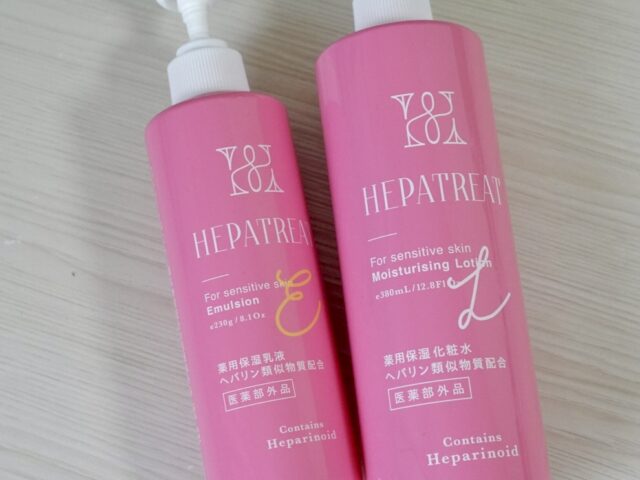 HEPATREAT
For sensitive skin
Emulsion
e230g / 8.1Oz
E
薬用保湿乳液
ヘパリン類似物質配合
医薬部外品
Contains
Heparinoid
HEPATREAT
For sensitive skin
Moisturising Lotion
e380mL/12.8Fl
L
薬用保湿化粧水
ヘパリン類似物質配合
医薬部外品
Contains
Heparinoid